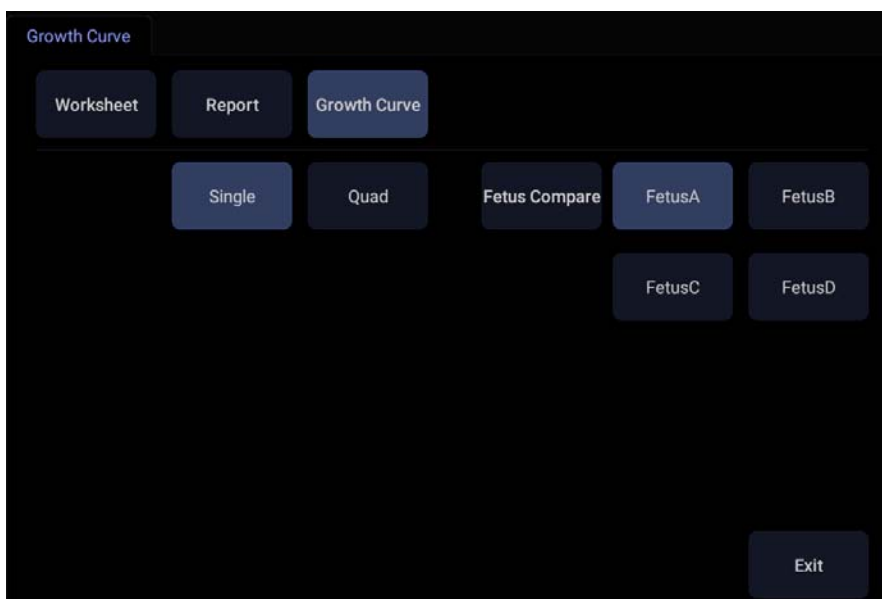 Growth Curve
Worksheet Report Growth Curve
Single Quad Fetus Compare FetusA FetusB
FetusC FetusD
Exit